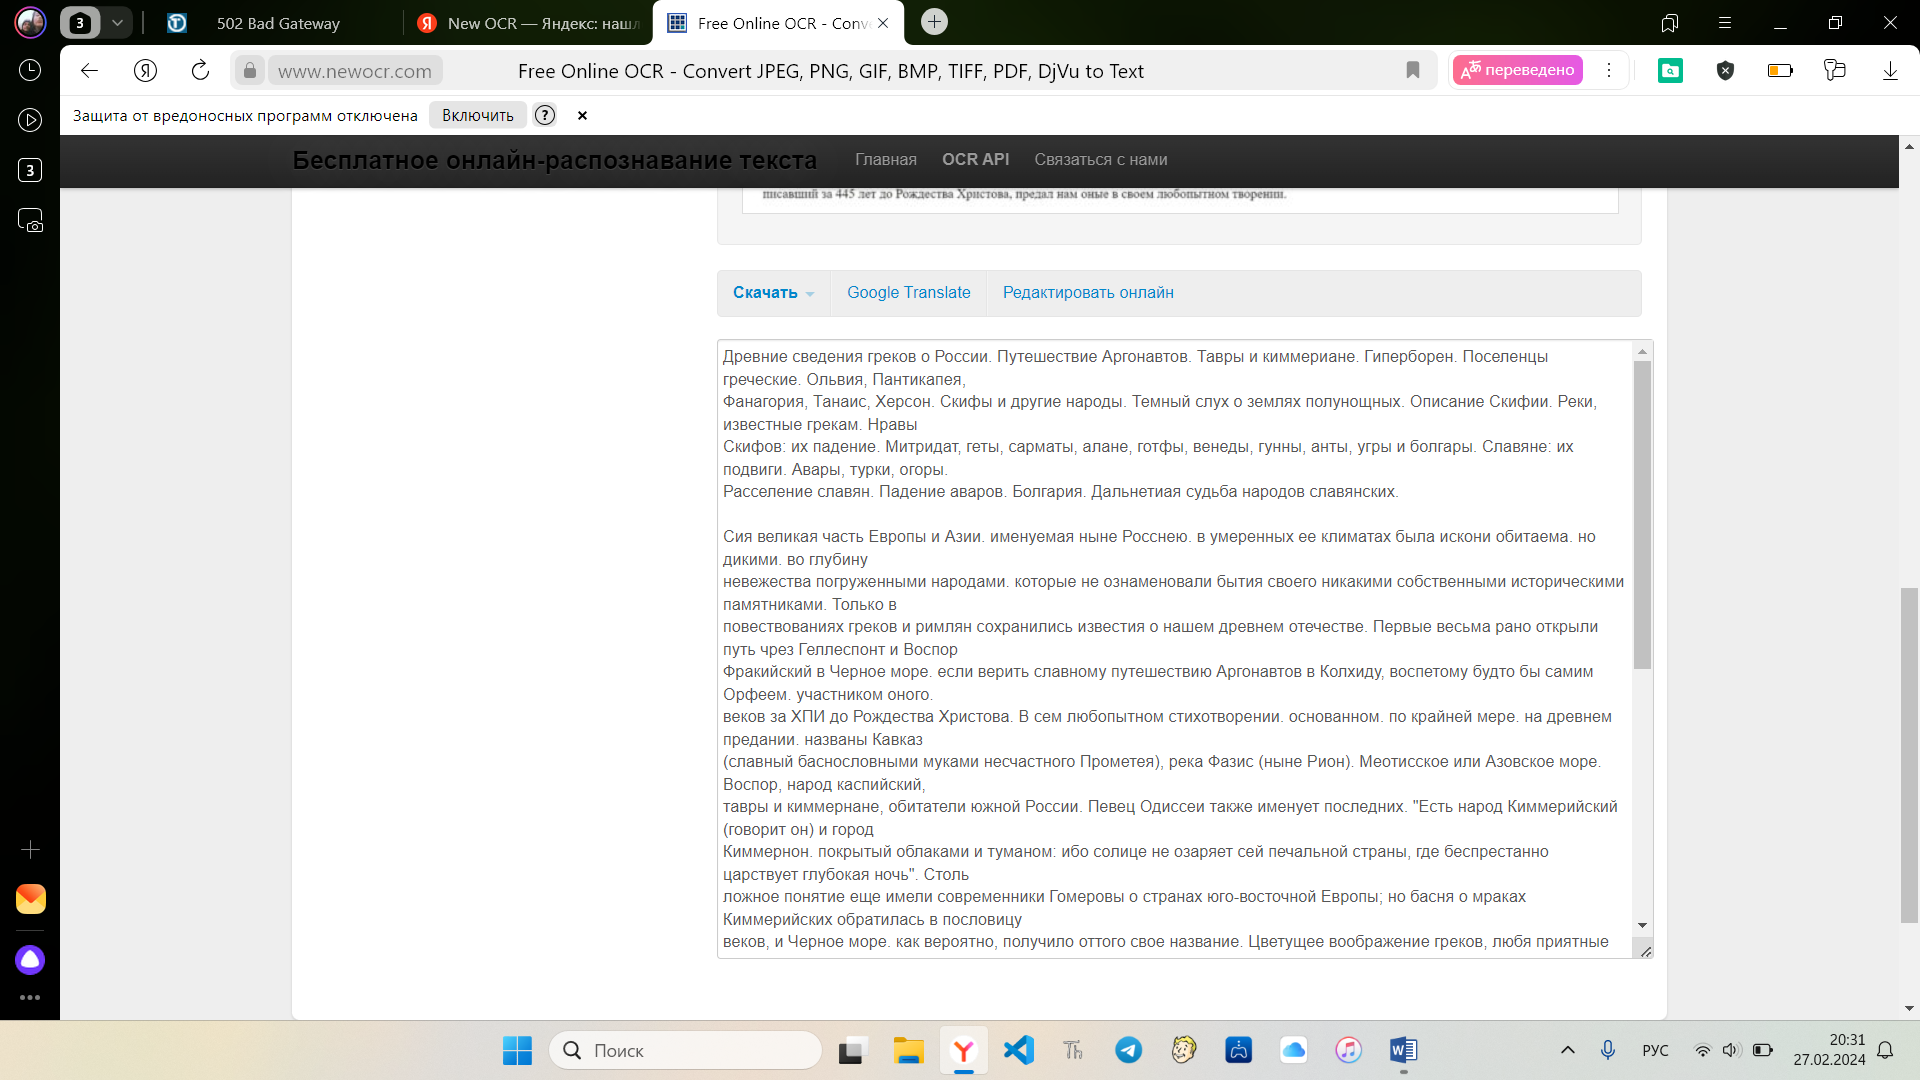 3
502 Bad Gateway
New OCR — Яндекс: наш
Free Online OCR - Conv
www.newocr.com
Free Online OCR - Convert JPEG, PNG, GIF, BMP, TIFF, PDF, DjVu to Text
переведено
Защита от вредоносных программ отключена
Включить
?
3
Бесплатное онлайн-распознавание текста
Главная
OCR API
Связаться с нами
писавший за 445 лет до Рождества Христова, предал нам оные в своем любопытном творении.
Скачать
Google Translate
Редактировать онлайн
Древние сведения греков о России. Путешествие Аргонавтов. Тавры и киммериане. Гиперборен. Поселенцы
греческие. Ольвия, Пантикапея,
Фанагория, Танаис, Херсон. Скифы и другие народы. Темный слух о землях полунощных. Описание Скифии. Реки,
известные грекам. Нравы
Скифов: их падение. Митридат, геты, сарматы, алане, готфы, венеды, гунны, анты, угры и болгары. Славяне: их
подвиги. Авары, турки, огоры.
Расселение славян. Падение аваров. Болгария. Дальнетиая судьба народов славянских.
Сия великая часть Европы и Азии. именуемая ныне Росснею. в умеренных ее климатах была искони обитаема. но
дикими. во глубину
невежества погруженными народами. которые не ознаменовали бытия своего никакими собственными историческими
памятниками. Только в
повествованиях греков и римлян сохранились известия о нашем древнем отечестве. Первые весьма рано открыли
путь чрез Геллеспонт и Воспор
Фракийский в Черное море. если верить славному путешествию Аргонавтов в Колхиду, воспетому будто бы самим
Орфеем. участником оного.
веков за ХПИ до Рождества Христова. В сем любопытном стихотворении. основанном. по крайней мере. на древнем
предании. названы Кавказ
(славный баснословными муками несчастного Прометея), река Фазис (ныне Рион). Меотисское или Азовское море.
Воспор, народ каспийский,
тавры и киммернане, обитатели южной России. Певец Одиссеи также именует последних. "Есть народ Киммерийский
(говорит он) и город
Киммернон. покрытый облаками и туманом: ибо солице не озаряет сей печальной страны, где беспрестанно
царствует глубокая ночь". Столь
ложное понятие еще имели современники Гомеровы о странах юго-восточной Европы; но басня о мраках
Киммерийских обратилась в пословицу
веков, и Черное море. как вероятно, получило оттого свое название. Цветущее воображение греков, любя приятные
Поиск
РУС
20:31
27.02.2024